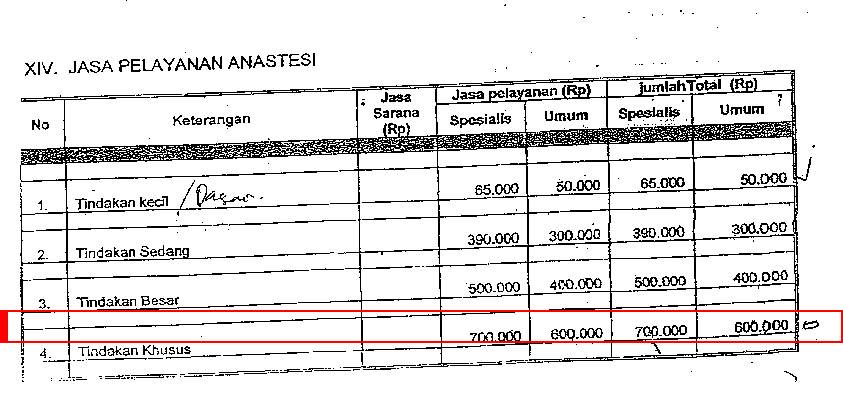 XIV. JASA PELAYANAN ANASTESI
No Keterangan Jasa Sarana (Rp) Jasa pelayanan (Rp) jumlahTotal (Rp)
Spesialis Umum Spesialis Umum
1. Tindakan kecil / Dasar. 65.000 50.000 65.000 50.000
2. Tindakan Sedang 390.000 300.000 390.000 300.000
3. Tindakan Besar 500.000 400.000 500.000 400.000
4. Tindakan Khusus 700.000 600.000 700.000 600.000